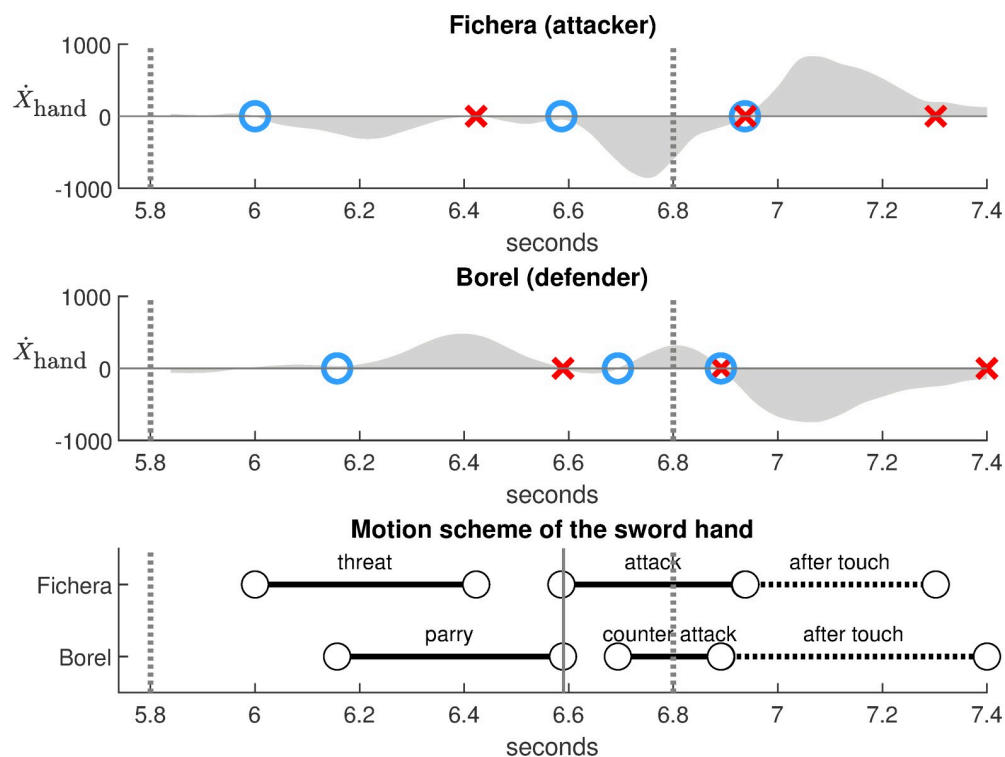 Fichera (attacker)
1000
Ẋhand 0
-1000
5.8 6 6.2 6.4 6.6 6.8 7 7.2 7.4
seconds
Borel (defender)
1000
Ẋhand 0
-1000
5.8 6 6.2 6.4 6.6 6.8 7 7.2 7.4
seconds
Motion scheme of the sword hand
threat attack after touch
Fichera
parry counter attack after touch
Borel
5.8 6 6.2 6.4 6.6 6.8 7 7.2 7.4
seconds